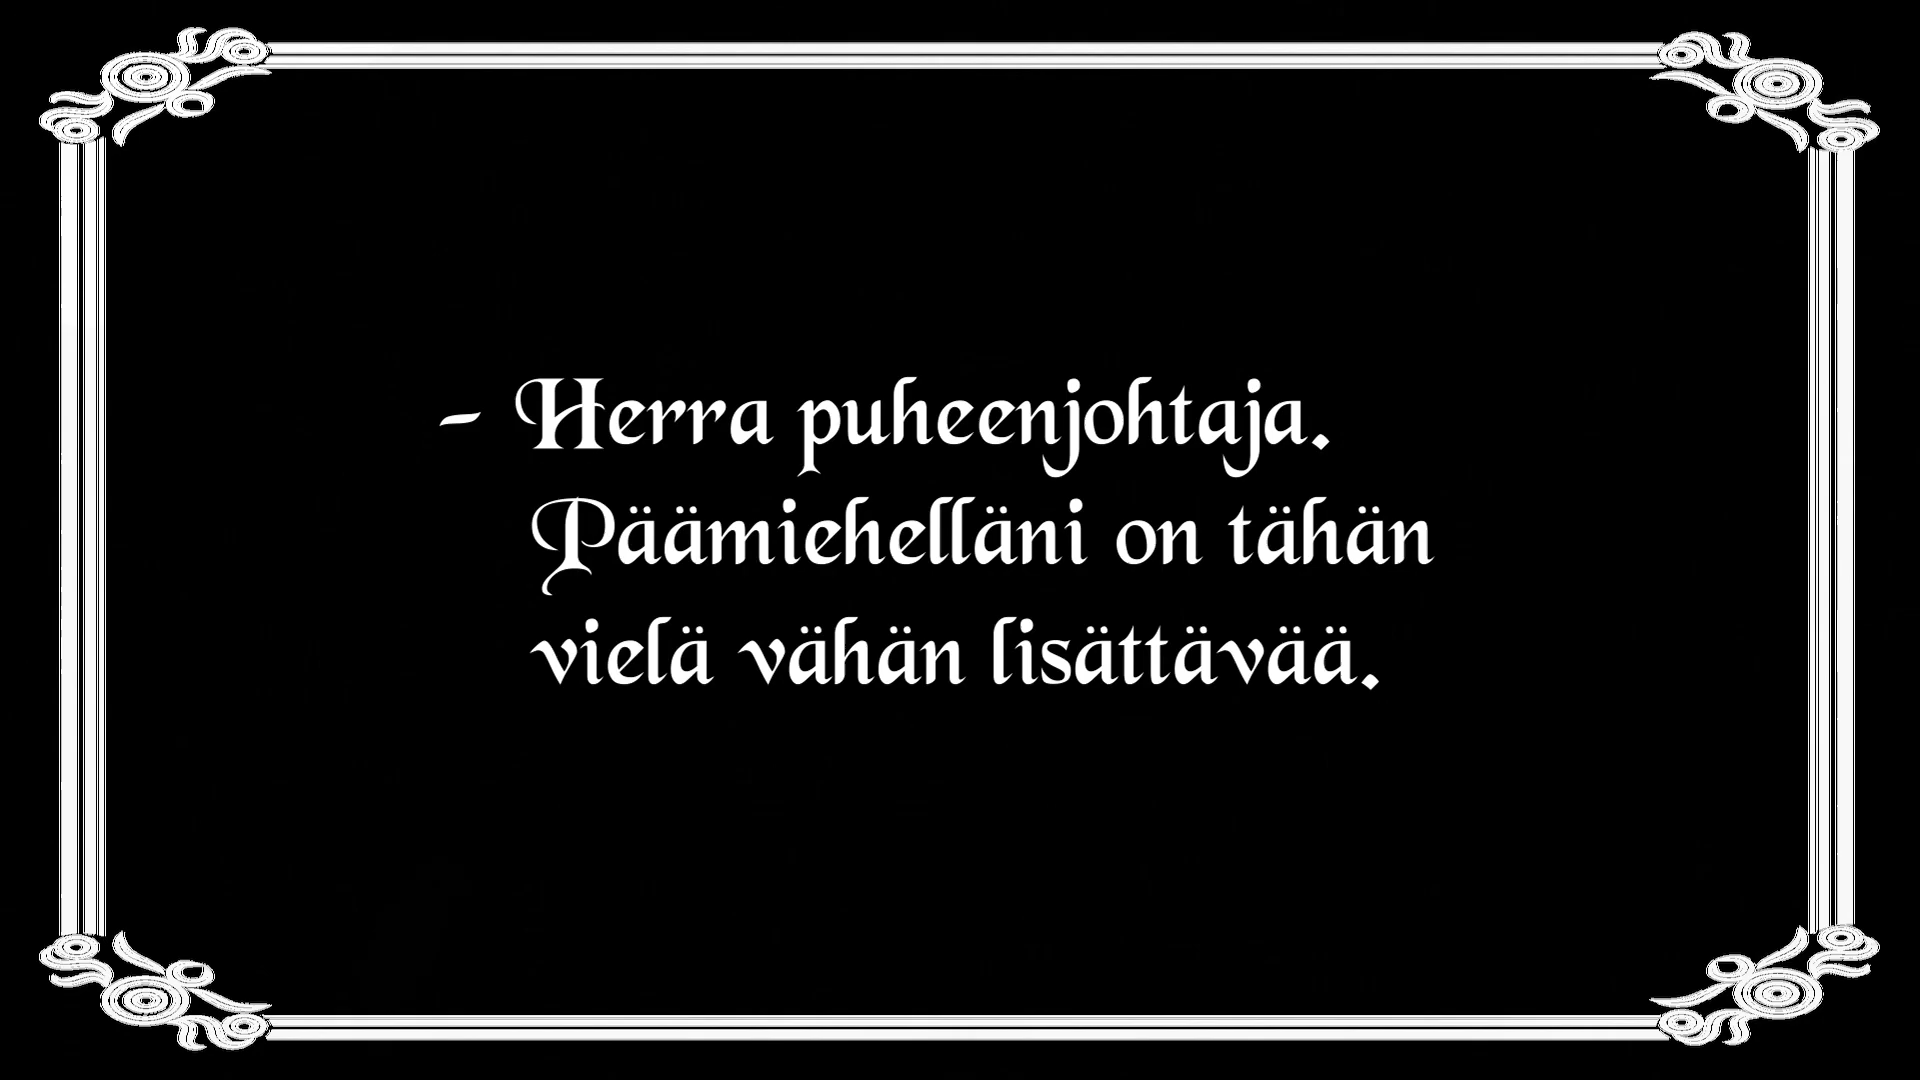 - Herra puheenjohtaja.
Päämiehelläni on tähän
vielä vähän lisättävää.